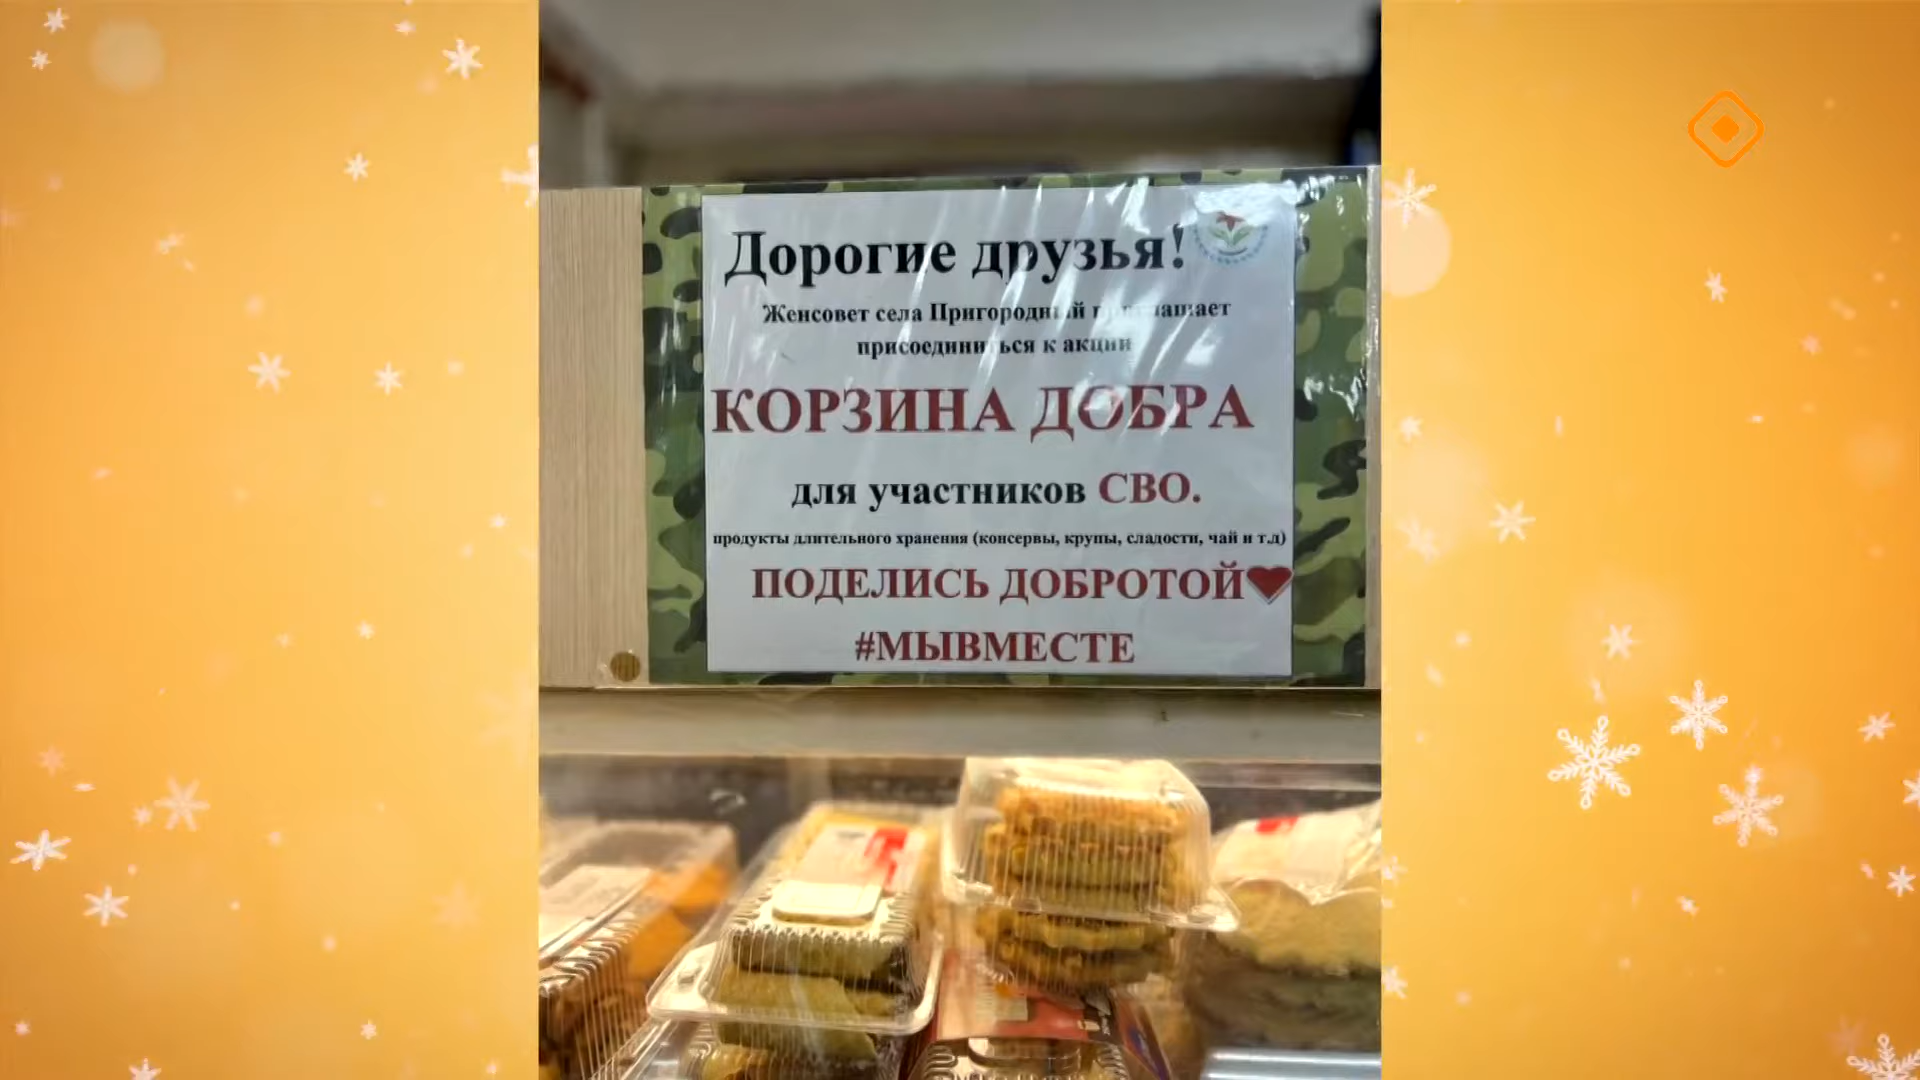 Дорогие друзья!
Женсовет села Пригородный приглашает
присоединиться к акции
КОРЗИНА ДОБРА
для участников СВО.
продукты длительного хранения (консервы, крупы, сладости, чай и т.д)
ПОДЕЛИСЬ ДОБРОТОЙ
#МЫВМЕСТЕ